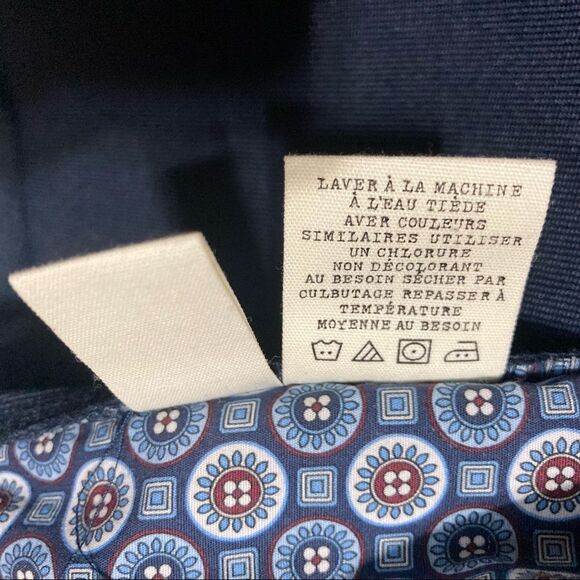 LAVER À LA MACHINE
À L'EAU TIÈDE
AVER COULEURS
SIMILAIRES UTILISER
UN CHLORURE
NON DÉCOLORANT
AU BESOIN SÉCHER PAR
CULBUTAGE REPASSER À
TEMPÉRATURE
MOYENNE AU BESOIN